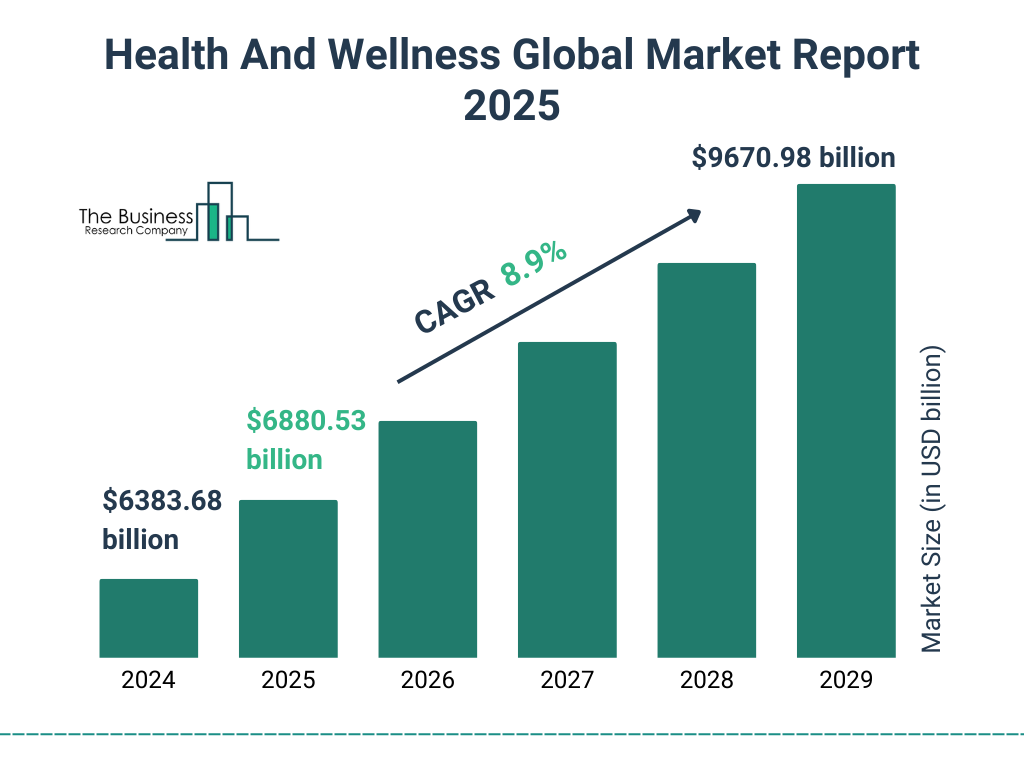 Health And Wellness Global Market Report
2025
$9670.98 billion
The Business
Research Company
CAGR 8.9%
$6880.53
billion
$6383.68
billion
Market Size (in USD billion)
2024 2025 2026 2027 2028 2029